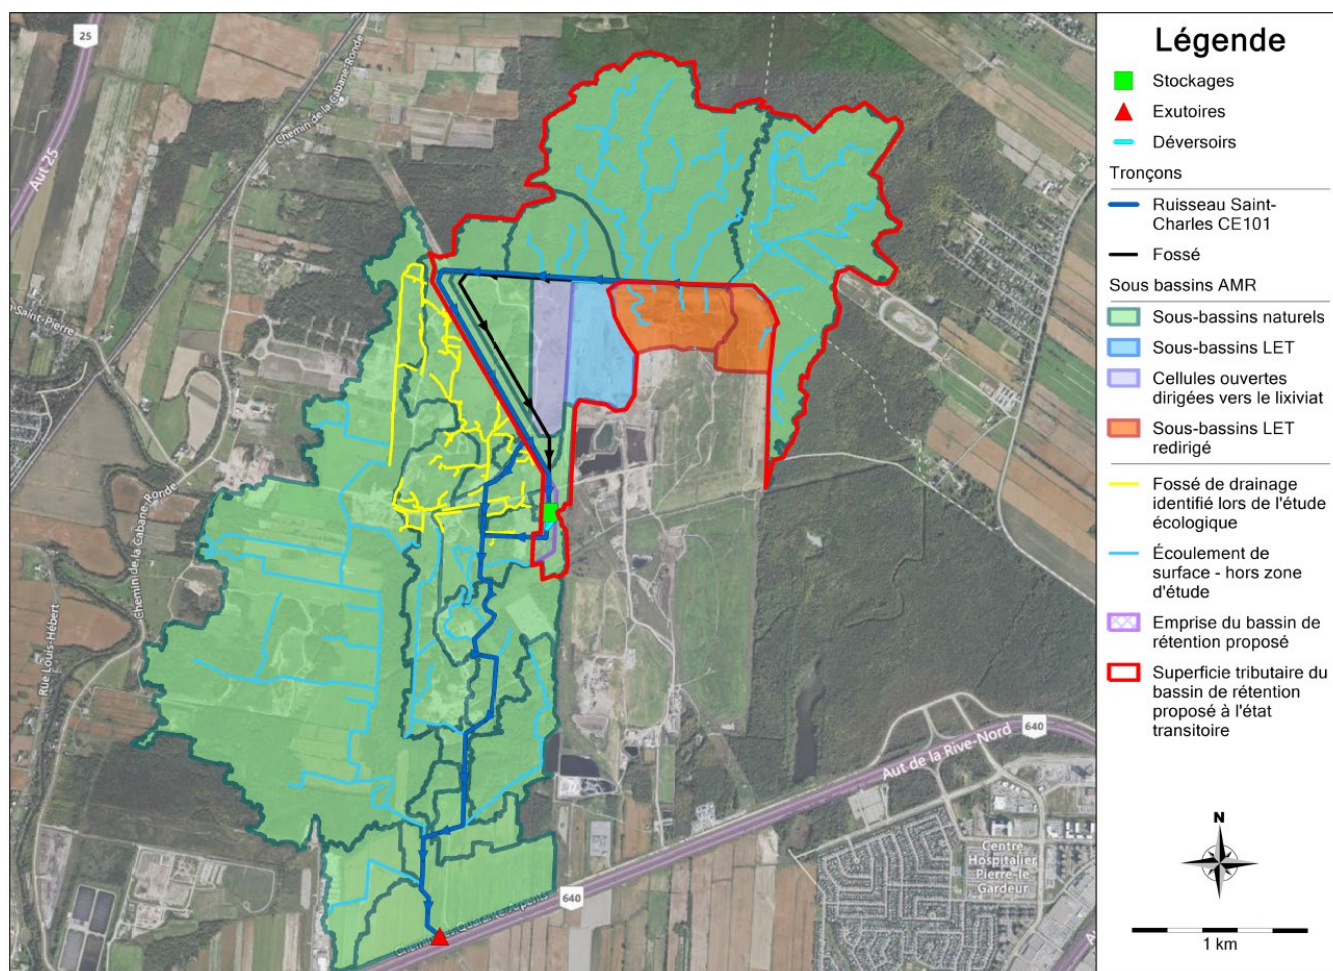 25
Aut 25
Chemin de la Cabane-Ronde
Chemin de la Cabane-Ronde
Rue Louis-Hébert
Aut de la Rive-Nord
640
640
Centre
Hospitalier
Pierre-le
Gardeur
Légende
Stockages
Exutoires
Déversoirs
Tronçons
Ruisseau Saint-
Charles CE101
Fossé
Sous bassins AMR
Sous-bassins naturels
Sous-bassins LET
Cellules ouvertes
dirigées vers le lixiviat
Sous-bassins LET
redirigé
Fossé de drainage
identifié lors de l'étude
écologique
Écoulement de
surface - hors zone
d'étude
Emprise du bassin de
rétention proposé
Superficie tributaire du
bassin de rétention
proposé à l'état
transitoire
N
1 km